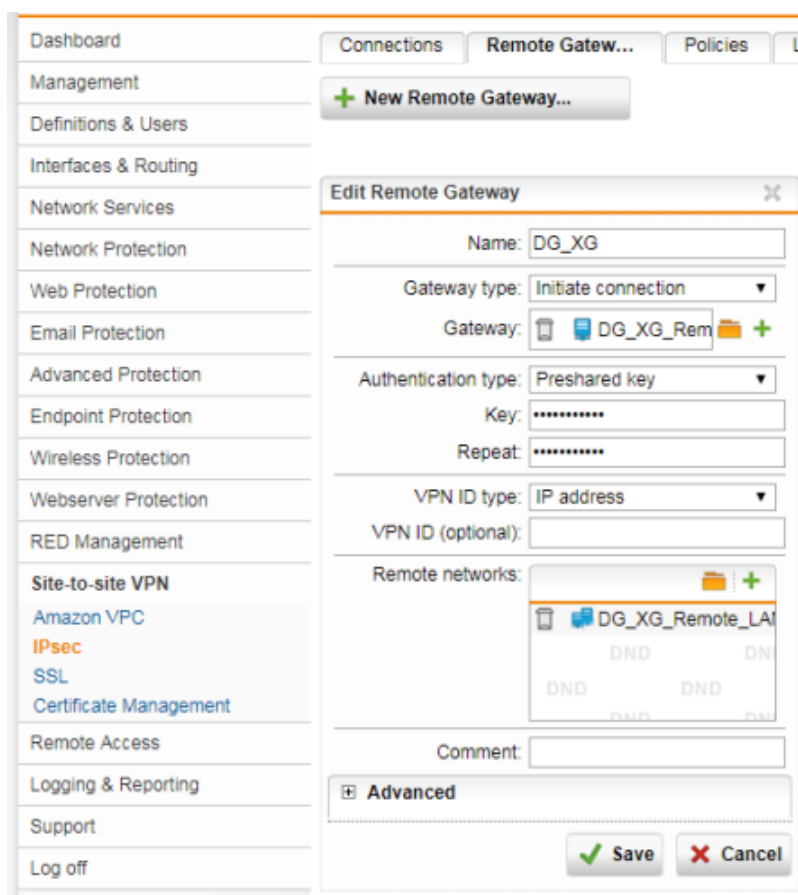 Dashboard
Management
Definitions & Users
Interfaces & Routing
Network Services
Network Protection
Web Protection
Email Protection
Advanced Protection
Endpoint Protection
Wireless Protection
Webserver Protection
RED Management
Site-to-site VPN
Amazon VPC
IPsec
SSL
Certificate Management
Remote Access
Logging & Reporting
Support
Log off
Connections
Remote Gatew...
Policies
New Remote Gateway...
Edit Remote Gateway
Name: DG_XG
Gateway type: Initiate connection
Gateway: DG_XG_Rem
Authentication type: Preshared key
Key: •••••••••••
Repeat: •••••••••••
VPN ID type: IP address
VPN ID (optional):
Remote networks:
DG_XG_Remote_LA
DND DN
DND DND
DND DN
Comment:
Advanced
Save Cancel